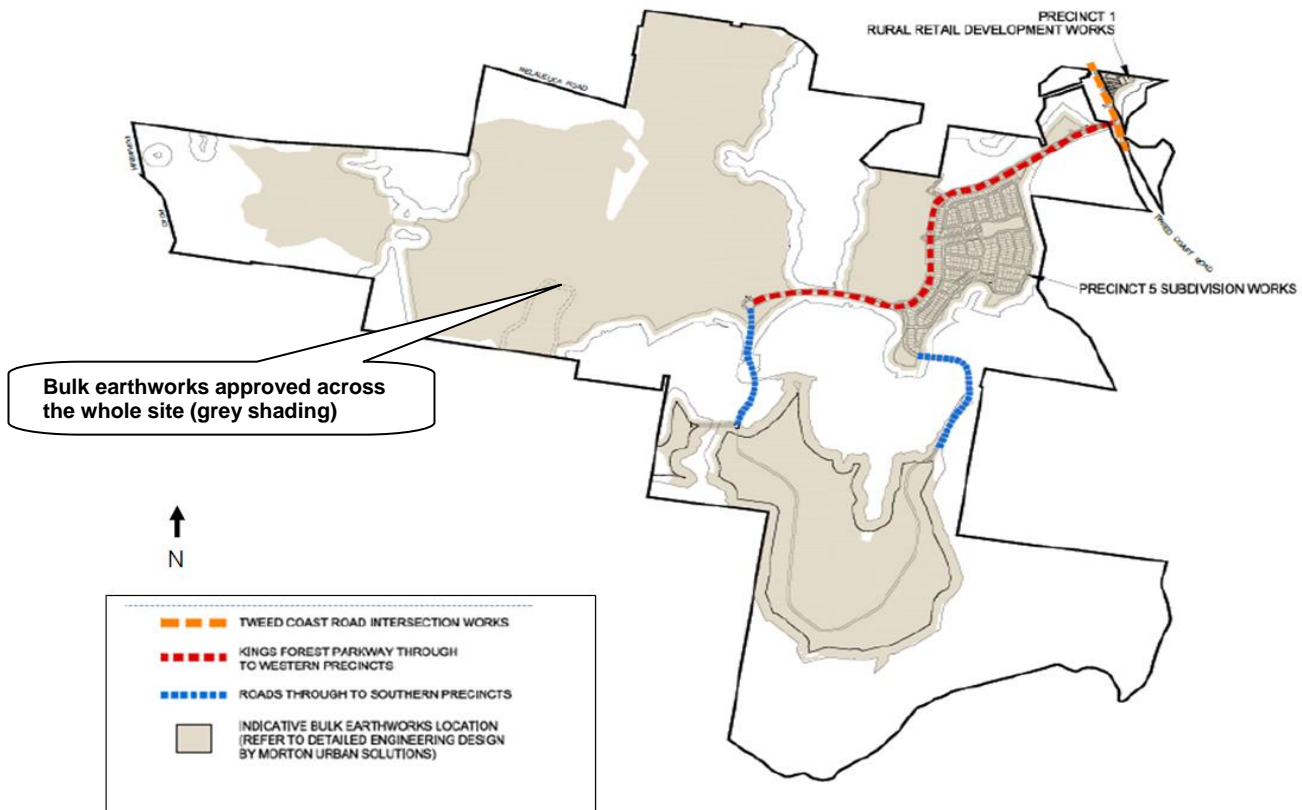 PRECINCT 1
RURAL RETAIL DEVELOPMENT WORKS
MELALEUCA ROAD
ROAD
TWEED COAST ROAD
PRECINCT 5 SUBDIVISION WORKS
Bulk earthworks approved across
the whole site (grey shading)
N
TWEED COAST ROAD INTERSECTION WORKS
KINGS FOREST PARKWAY THROUGH
TO WESTERN PRECINCTS
ROADS THROUGH TO SOUTHERN PRECINCTS
INDICATIVE BULK EARTHWORKS LOCATION
(REFER TO DETAILED ENGINEERING DESIGN
BY MORTON URBAN SOLUTIONS)